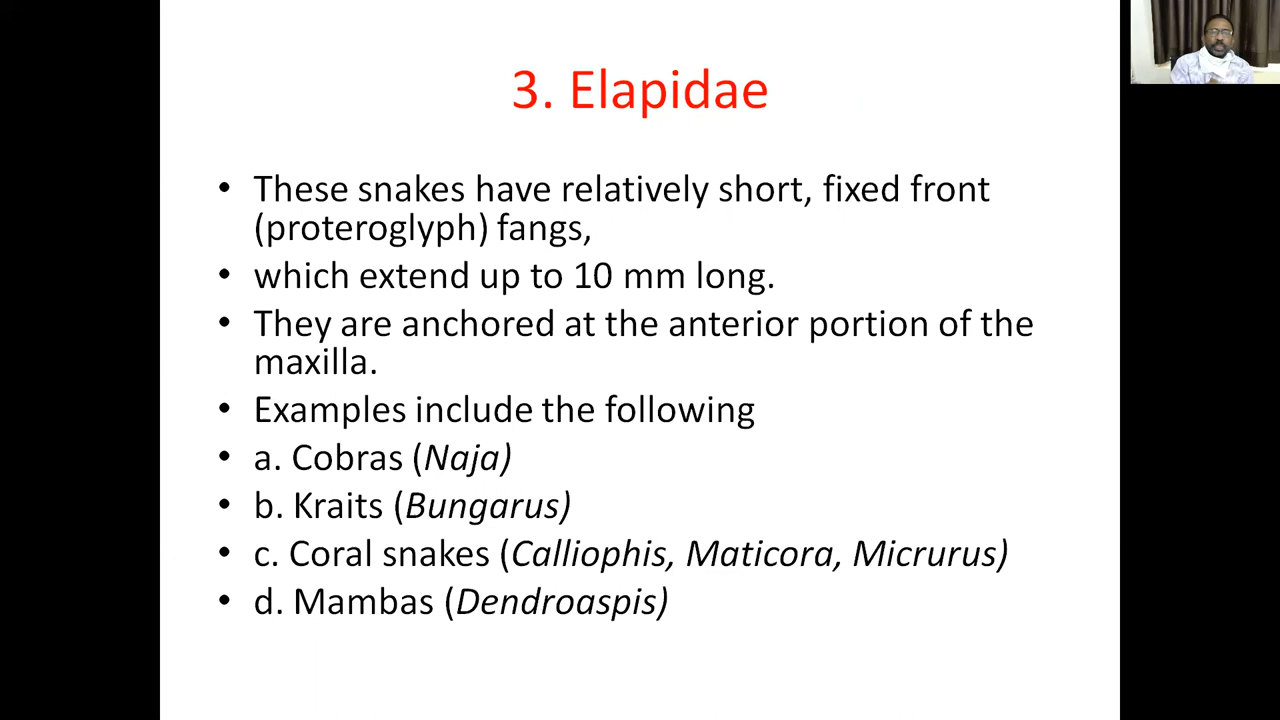 3. Elapidae
• These snakes have relatively short, fixed front
(proteroglyph) fangs,
• which extend up to 10 mm long.
• They are anchored at the anterior portion of the
maxilla.
• Examples include the following
• a. Cobras (Naja)
• b. Kraits (Bungarus)
• c. Coral snakes (Calliophis, Maticora, Micrurus)
• d. Mambas (Dendroaspis)